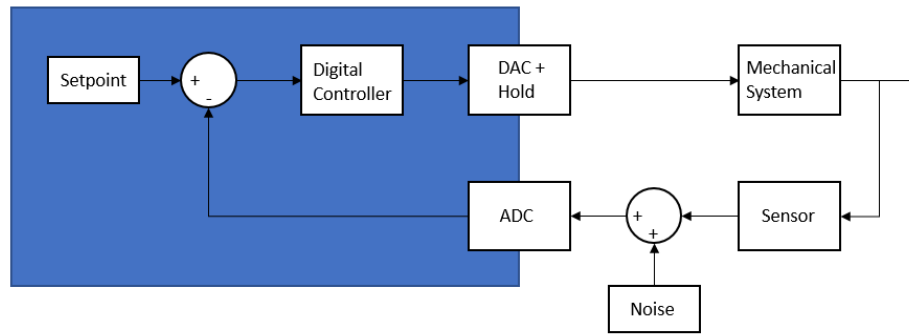 Setpoint
+
-
Digital
Controller
DAC +
Hold
Mechanical
System
ADC
+
+
Sensor
Noise